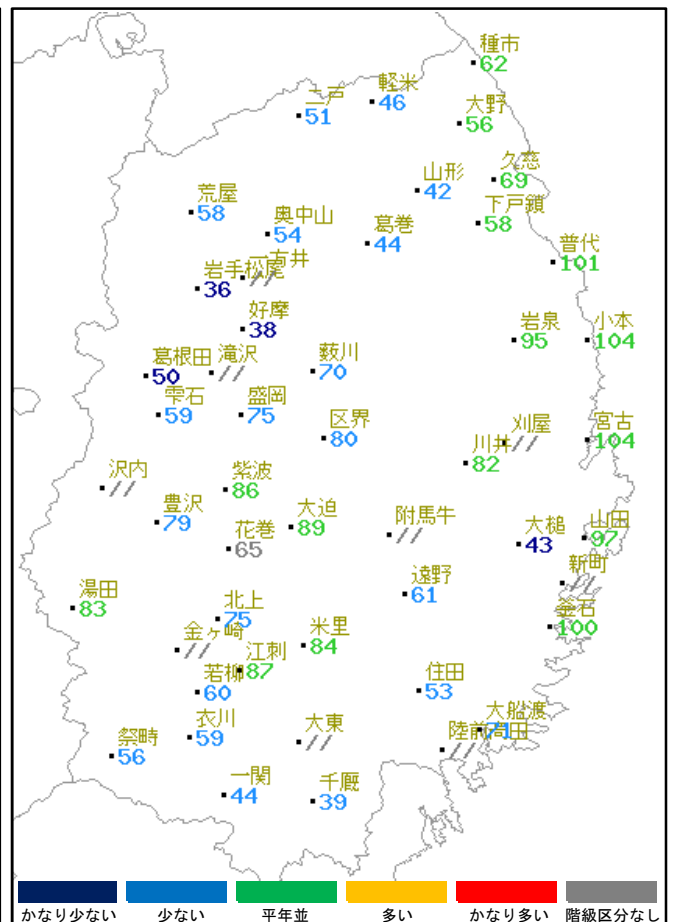 種市
62
軽米
46
二戸
51
大野
56
久慈
69
山形
42
荒屋
58
下戸鎖
58
奥中山
54
葛巻
44
普代
101
一方井
//
岩手松尾
36
好摩
38
岩泉
95
小本
104
葛根田
50
滝沢
//
薮川
70
雫石
59
盛岡
75
区界
80
刈屋
//
宮古
104
川井
82
沢内
//
紫波
86
豊沢
79
大迫
89
附馬牛
//
花巻
65
大槌
43
山田
97
新町
//
遠野
61
湯田
83
北上
75
釜石
100
金ヶ崎
//
米里
84
江刺
87
若柳
60
住田
53
衣川
59
大船渡
71
大東
//
陸前高田
//
祭畤
56
一関
44
千厩
39
かなり少ない 少ない 平年並 多い かなり多い 階級区分なし